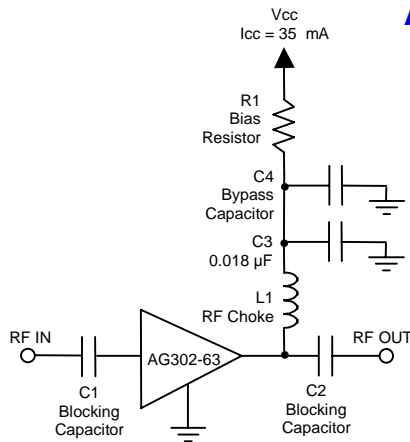 Vcc
Icc = 35 mA
R1
Bias
Resistor
C4
Bypass
Capacitor
C3
0.018 µF
L1
RF Choke
RF IN
AG302-63
RF OUT
C1
Blocking
Capacitor
C2
Blocking
Capacitor